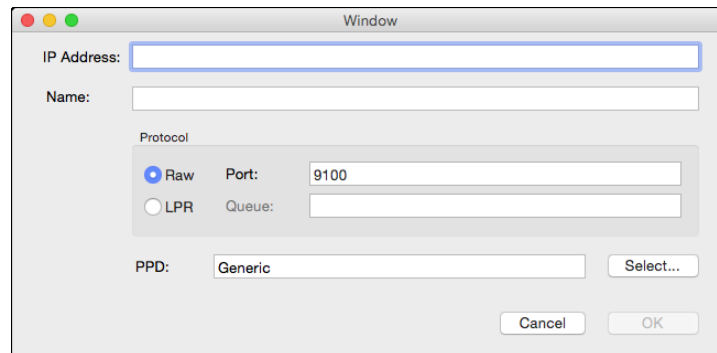 Window
IP Address:
Name:
Protocol
Raw Port: 9100
LPR Queue:
PPD: Generic Select...
Cancel OK